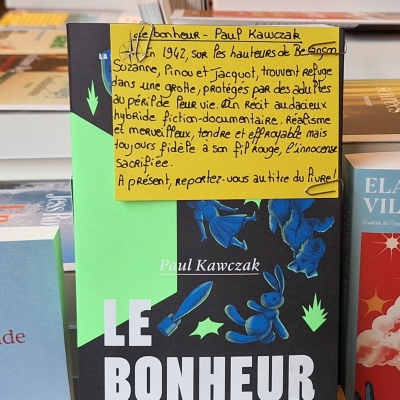 Le bonheur - Paul Kawczak
En 1942, sur les hauteurs de Besançon
Suzanne, Pinou et Jacquot, trouvent refuge
dans une grotte, protégés par des adultes
au péril de leur vie. Un récit audacieux
hybride fiction-documentaire, réalisme
et merveilleux, tendre et effroyable mais
toujours fidèle à son fil rouge, l'innocence
sacrifiée.
A présent, reportez-vous au titre du livre!
LA
Paul Kawczak
LE
BONHEUR
ELA
VIL